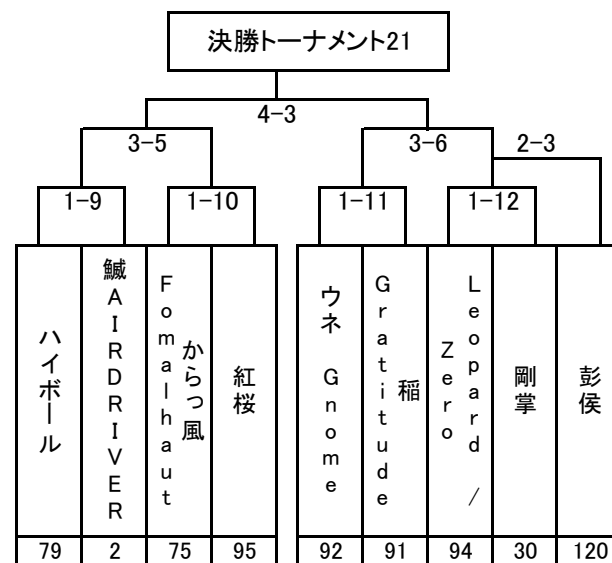 決勝トーナメント21
4-3
3-5
3-6
2-3
1-9
1-10
1-11
1-12
ハイボール
鰄AIRDRIVER
からっ風
Fomalhaut
紅桜
ウネ Gnome
稲
Gratitude
Leopard /
Zero
剛掌
彭侯
79
2
75
95
92
91
94
30
120